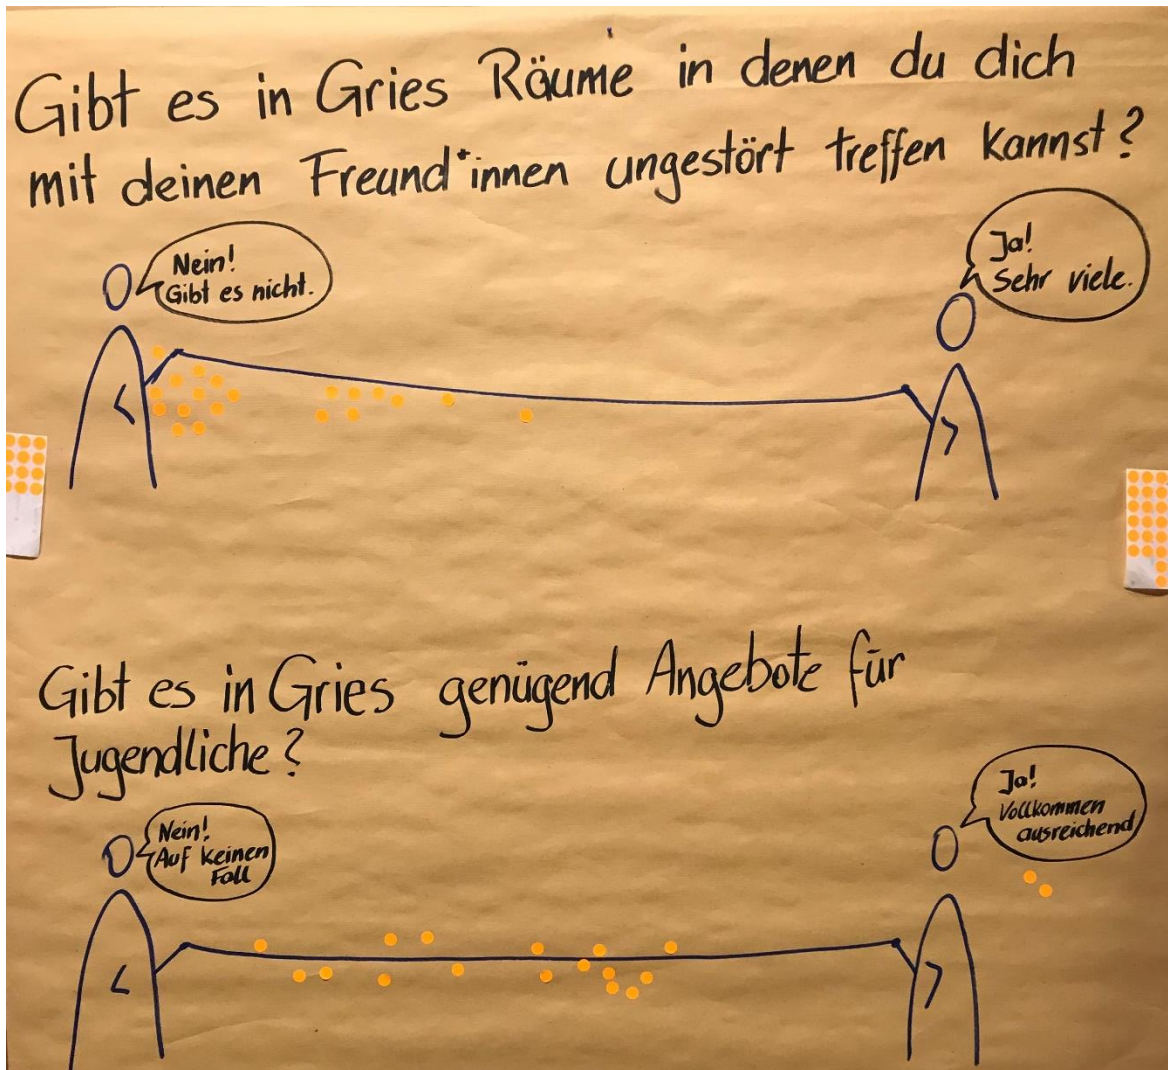 Gibt es in Gries Räume in denen du dich
mit deinen Freund*innen ungestört treffen kannst?
Nein!
Gibt es nicht.
Ja!
Sehr viele.
Gibt es in Gries genügend Angebote für
Jugendliche?
Nein!
Auf keinen
Fall
Ja!
Vollkommen
ausreichend